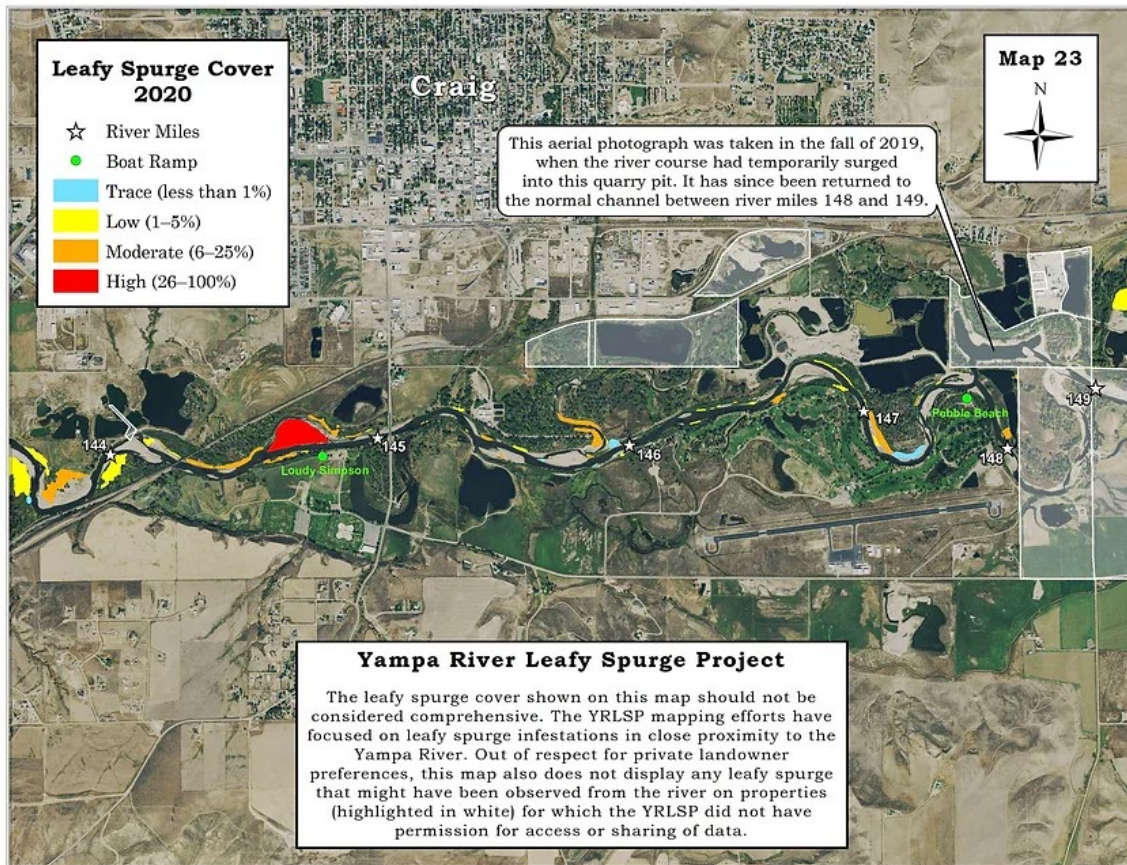 Leafy Spurge Cover
2020
River Miles
Boat Ramp
Trace (less than 1%)
Low (1–5%)
Moderate (6–25%)
High (26–100%)
Craig
Map 23
N
This aerial photograph was taken in the fall of 2019,
when the river course had temporarily surged
into this quarry pit. It has since been returned to
the normal channel between river miles 148 and 149.
149
147
Pebble Beach
144
145
146
148
Loudy Simpson
Yampa River Leafy Spurge Project
The leafy spurge cover shown on this map should not be
considered comprehensive. The YRLSP mapping efforts have
focused on leafy spurge infestations in close proximity to the
Yampa River. Out of respect for private landowner
preferences, this map also does not display any leafy spurge
that might have been observed from the river on properties
(highlighted in white) for which the YRLSP did not have
permission for access or sharing of data.